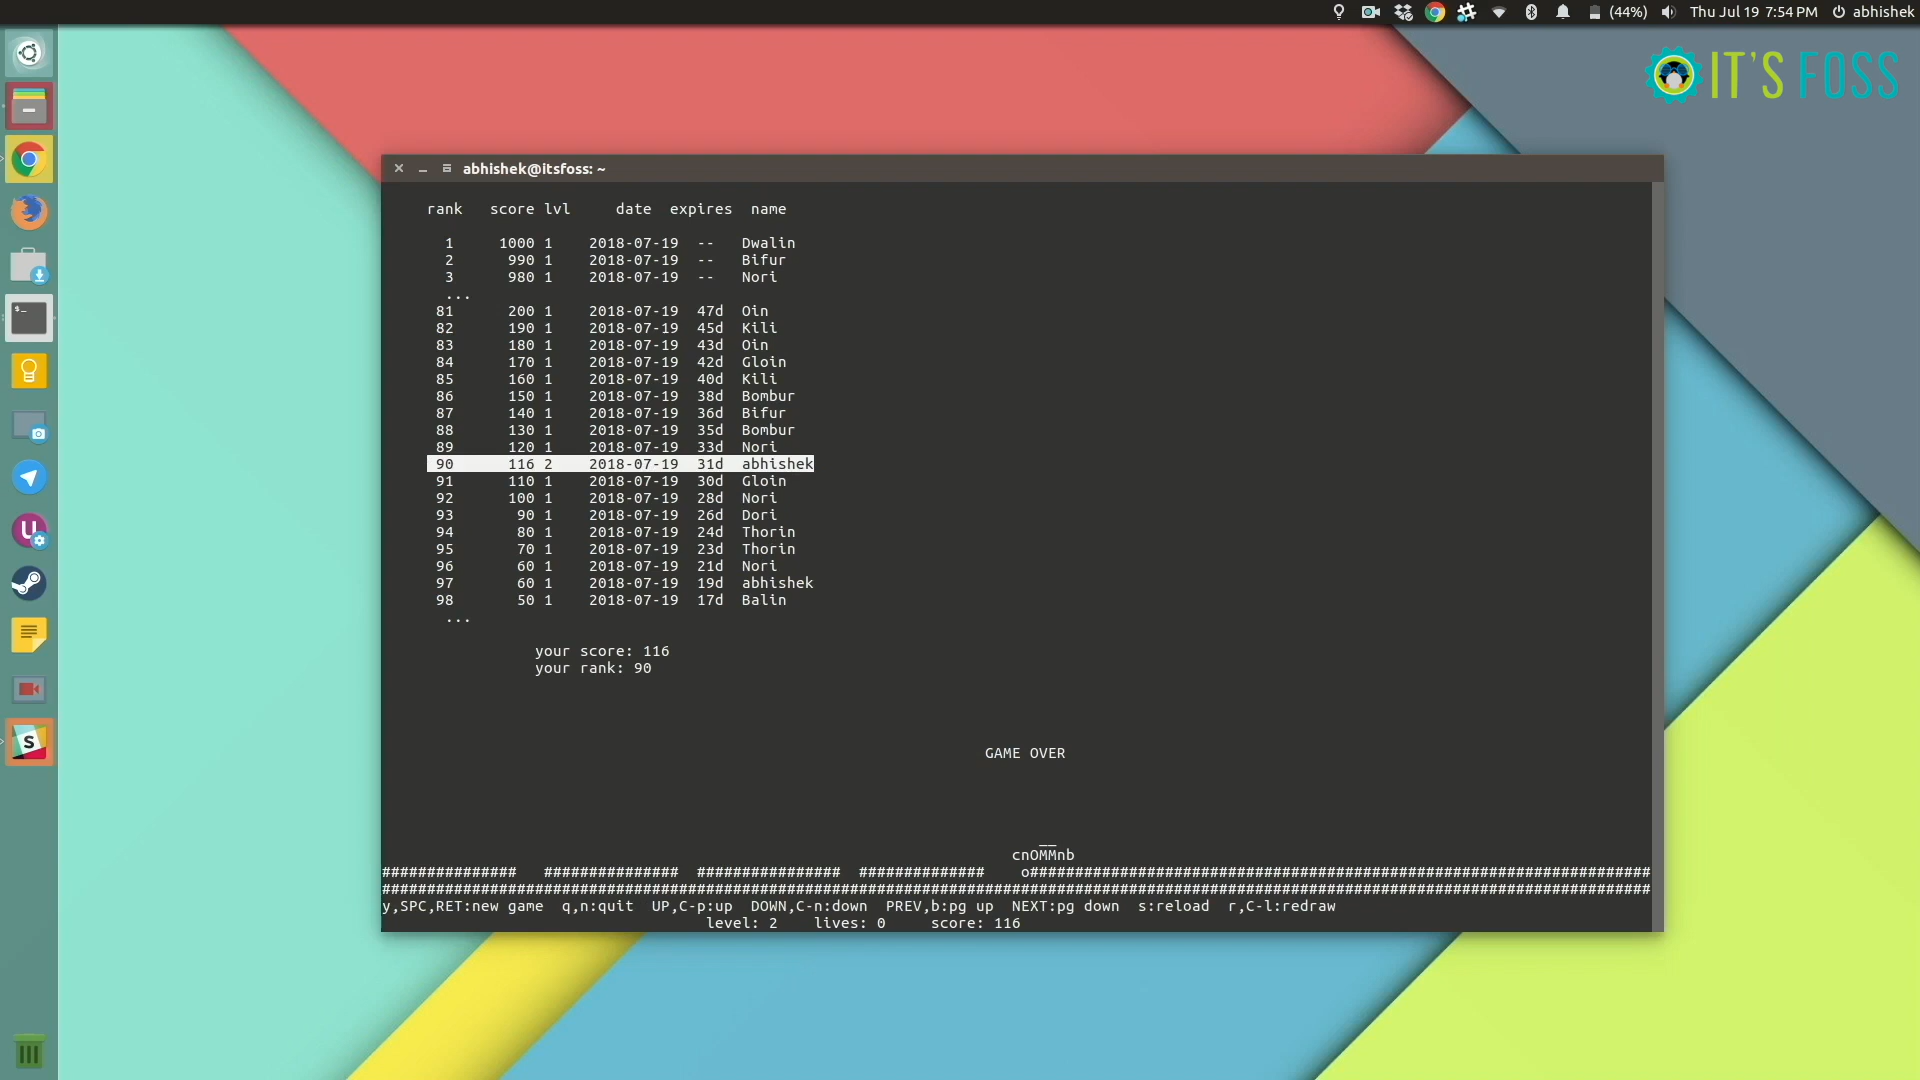 (44%) Thu Jul 19 7:54 PM abhishek
IT'S FOSS
abhishek@itsfoss: ~
rank score lvl date expires name
1 1000 1 2018-07-19 -- Dwalin
2 990 1 2018-07-19 -- Bifur
3 980 1 2018-07-19 -- Nori
...
81 200 1 2018-07-19 47d Oin
82 190 1 2018-07-19 45d Kili
83 180 1 2018-07-19 43d Oin
84 170 1 2018-07-19 42d Gloin
85 160 1 2018-07-19 40d Kili
86 150 1 2018-07-19 38d Bombur
87 140 1 2018-07-19 36d Bifur
88 130 1 2018-07-19 35d Bombur
89 120 1 2018-07-19 33d Nori
90 116 2 2018-07-19 31d abhishek
91 110 1 2018-07-19 30d Gloin
92 100 1 2018-07-19 28d Nori
93 90 1 2018-07-19 26d Dori
94 80 1 2018-07-19 24d Thorin
95 70 1 2018-07-19 23d Thorin
96 60 1 2018-07-19 21d Nori
97 60 1 2018-07-19 19d abhishek
98 50 1 2018-07-19 17d Balin
...
your score: 116
your rank: 90
GAME OVER
__
cnOMMnb
############### ############### ################ ############## o#####################################################################
#############################################################################################################################################
y,SPC,RET:new game q,n:quit UP,C-p:up DOWN,C-n:down PREV,b:pg up NEXT:pg down s:reload r,C-l:redraw
level: 2 lives: 0 score: 116